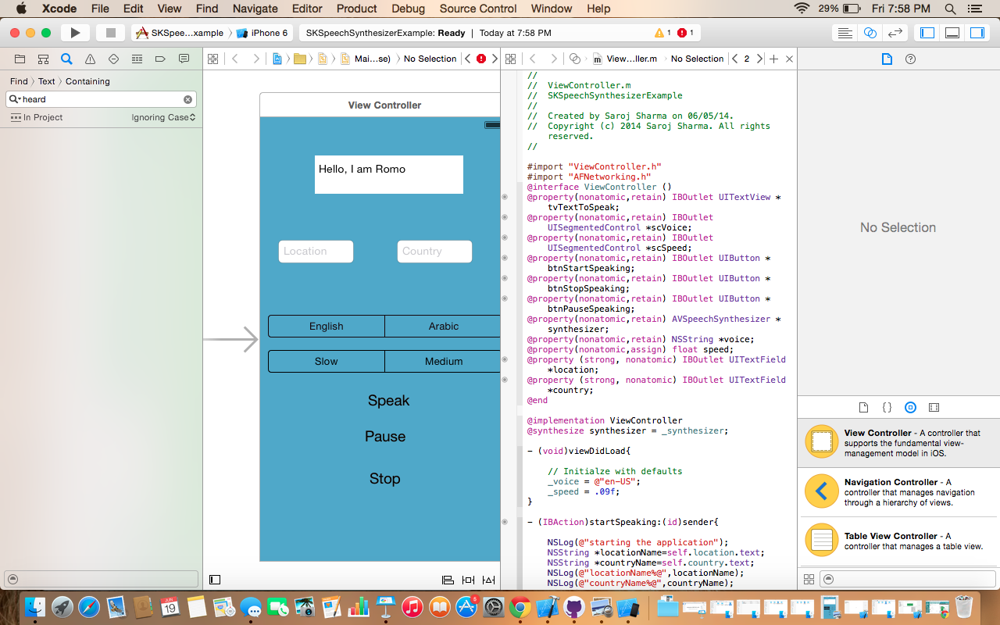 Xcode File Edit View Find Navigate Editor Product Debug Source Control Window Help 29% Fri 7:58 PM
SKSpee...xample iPhone 6 SKSpeechSynthesizerExample: Ready | Today at 7:58 PM 1 1
Mai...se) No Selection View...ller.m No Selection 2
Find Text Containing
heard
In Project Ignoring Case
View Controller
Hello, I am Romo
Location Country
English Arabic
Slow Medium
Speak
Pause
Stop
//
// ViewController.m
// SKSpeechSynthesizerExample
//
// Created by Saroj Sharma on 06/05/14.
// Copyright (c) 2014 Saroj Sharma. All rights
reserved.
//
#import "ViewController.h"
#import "AFNetworking.h"
@interface ViewController ()
@property(nonatomic,retain) IBOutlet UITextView *
tvTextToSpeak;
@property(nonatomic,retain) IBOutlet
UISegmentedControl *scVoice;
@property(nonatomic,retain) IBOutlet
UISegmentedControl *scSpeed;
@property(nonatomic,retain) IBOutlet UIButton *
btnStartSpeaking;
@property(nonatomic,retain) IBOutlet UIButton *
btnStopSpeaking;
@property(nonatomic,retain) IBOutlet UIButton *
btnPauseSpeaking;
@property(nonatomic,retain) AVSpeechSynthesizer *
synthesizer;
@property(nonatomic,retain) NSString *voice;
@property(nonatomic,assign) float speed;
@property (strong, nonatomic) IBOutlet UITextField
*location;
@property (strong, nonatomic) IBOutlet UITextField
*country;
@end
@implementation ViewController
@synthesize synthesizer = _synthesizer;
- (void)viewDidLoad{
// Initialze with defaults
_voice = @"en-US";
_speed = .09f;
}
- (IBAction)startSpeaking:(id)sender{
NSLog(@"starting the application");
NSString *locationName=self.location.text;
NSString *countryName=self.country.text;
NSLog(@"locationName%@",locationName);
NSLog(@"countryName%@",countryName);
No Selection
{}
View Controller - A controller that
supports the fundamental view-
management model in iOS.
Navigation Controller - A
controller that manages navigation
through a hierarchy of views.
Table View Controller - A
controller that manages a table view.
JUN
19
5